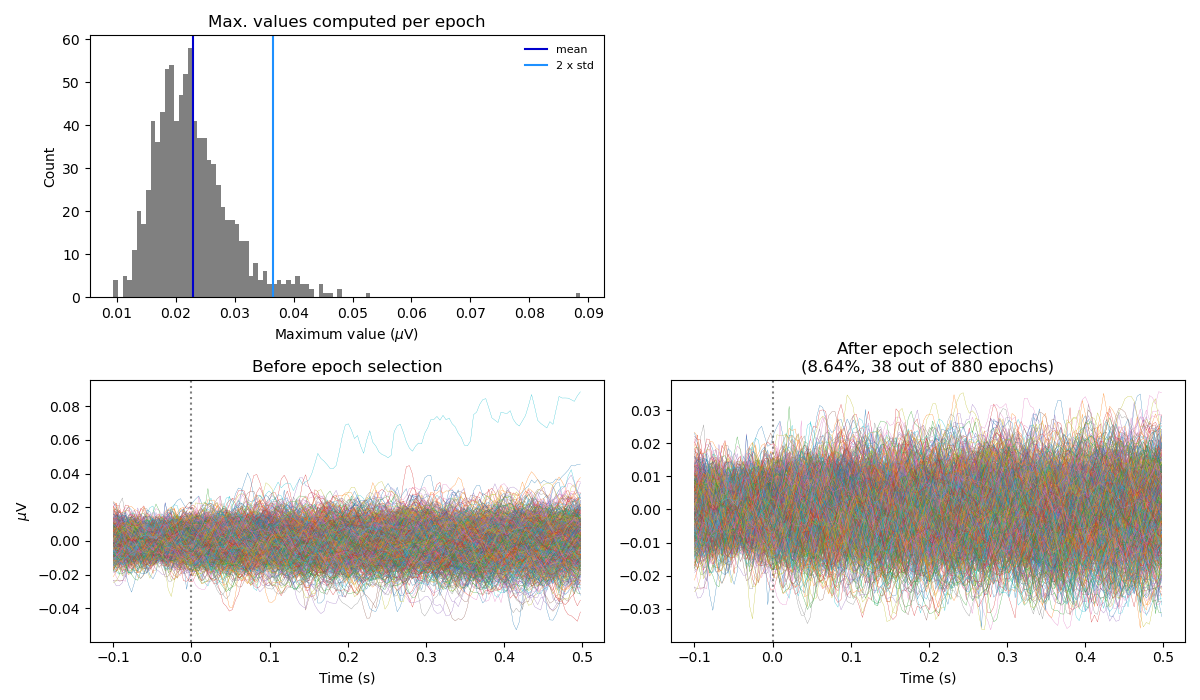 Max. values computed per epoch
60
50
40
30
20
10
0
Count
mean
2 x std
0.01 0.02 0.03 0.04 0.05 0.06 0.07 0.08 0.09
Maximum value (μV)
Before epoch selection
0.08
0.06
0.04
0.02
0.00
−0.02
−0.04
μV
−0.1 0.0 0.1 0.2 0.3 0.4 0.5
Time (s)
After epoch selection
(8.64%, 38 out of 880 epochs)
0.03
0.02
0.01
0.00
−0.01
−0.02
−0.03
−0.1 0.0 0.1 0.2 0.3 0.4 0.5
Time (s)